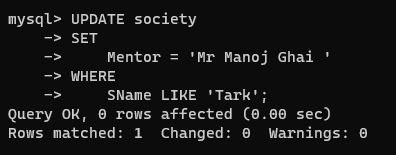 mysql> UPDATE society
    -> SET
    ->     Mentor = 'Mr Manoj Ghai '
    -> WHERE
    ->     SName LIKE 'Tark';
Query OK, 0 rows affected (0.00 sec)
Rows matched: 1  Changed: 0  Warnings: 0